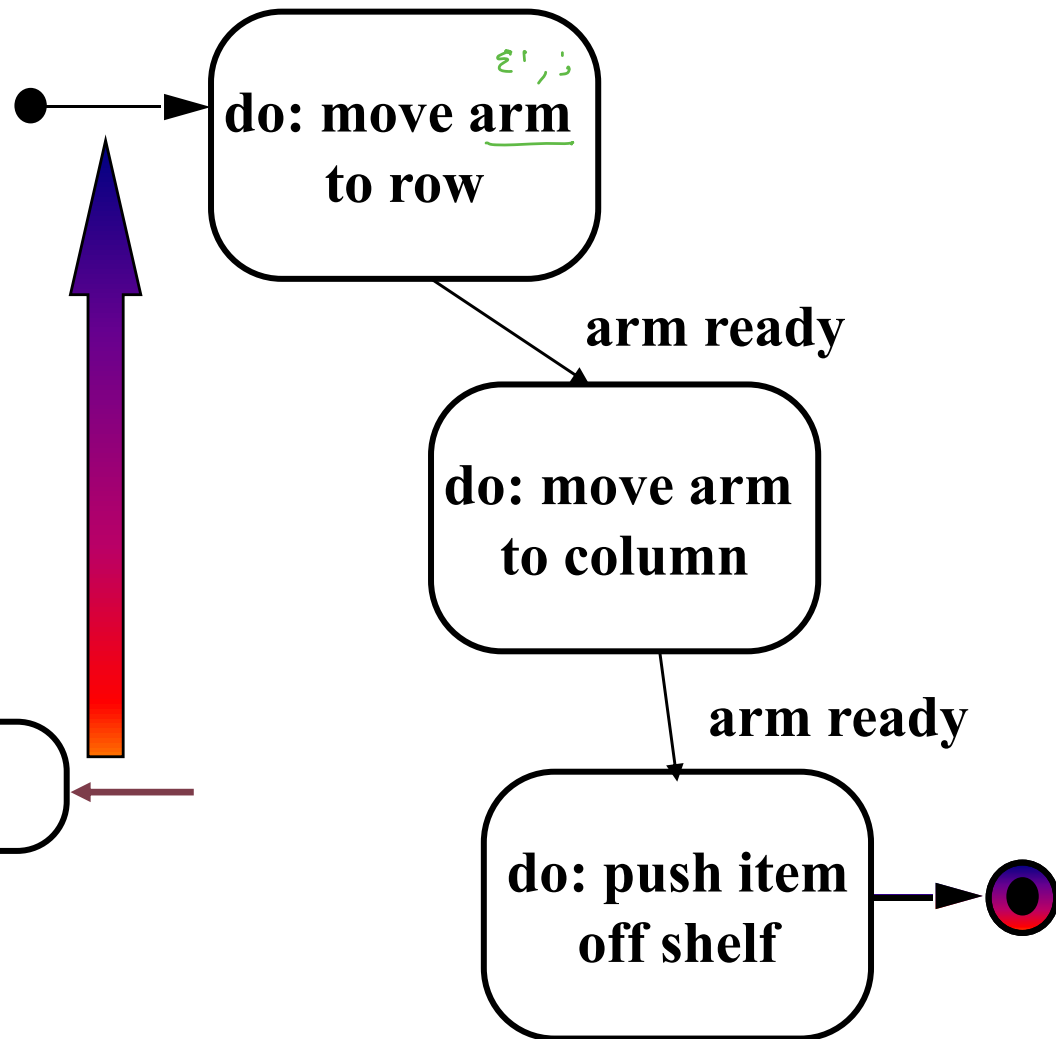 do: move arm
to row
arm ready
do: move arm
to column
arm ready
do: push item
off shelf